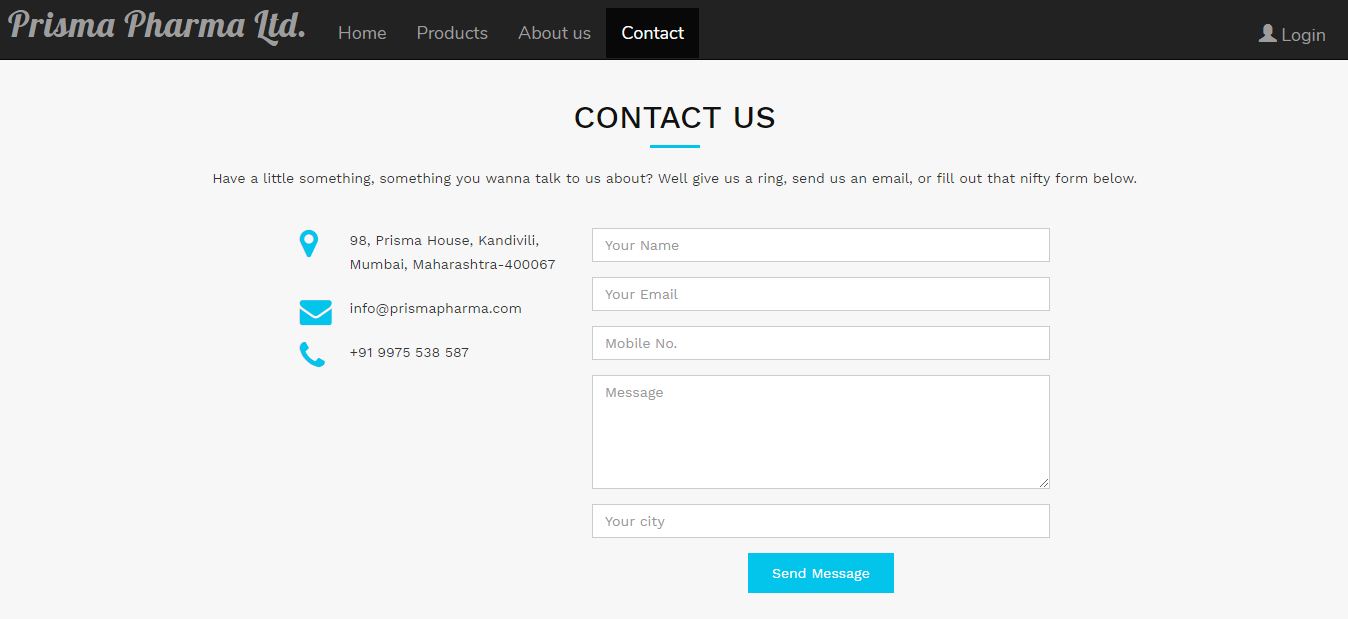 Prisma Pharma Ltd.
Home
Products
About us
Contact
Login
CONTACT US
Have a little something, something you wanna talk to us about? Well give us a ring, send us an email, or fill out that nifty form below.
98, Prisma House, Kandivili,
Mumbai, Maharashtra-400067
info@prismapharma.com
+91 9975 538 587
Your Name
Your Email
Mobile No.
Message
Your city
Send Message